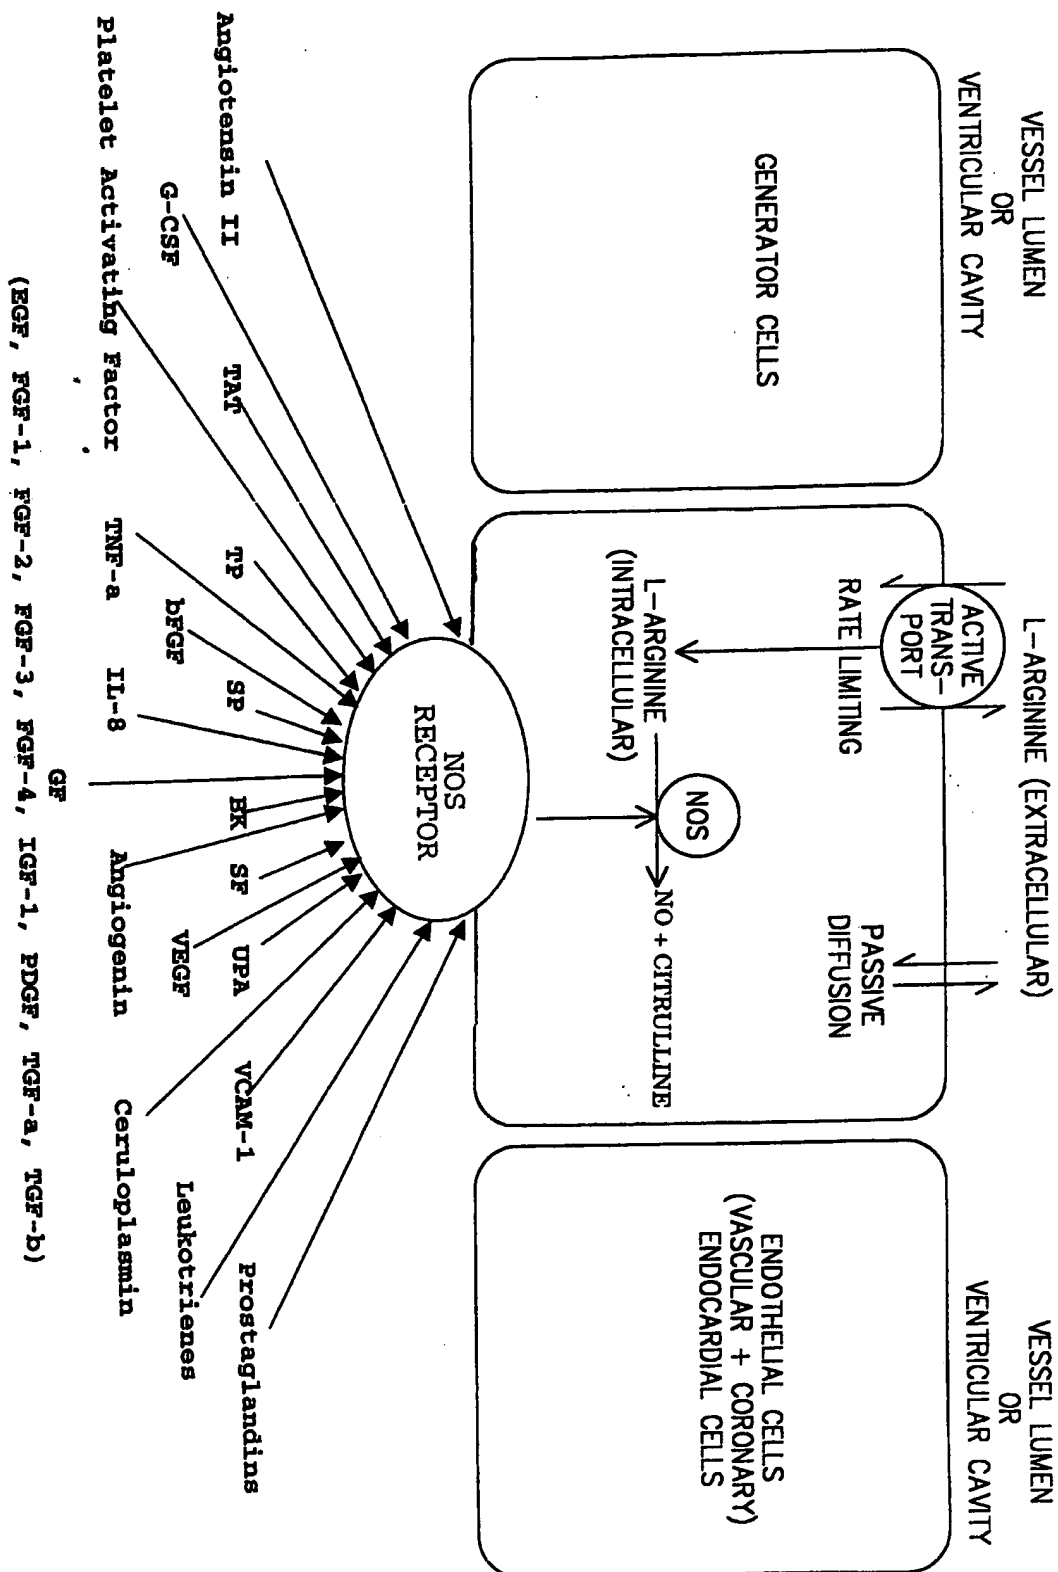 VESSEL LUMEN
OR
VENTRICULAR CAVITY
L-ARGININE (EXTRACELLULAR)
VESSEL LUMEN
OR
VENTRICULAR CAVITY
GENERATOR CELLS
ACTIVE
TRANS-
PORT
RATE LIMITING
PASSIVE
DIFFUSION
L-ARGININE
(INTRACELLULAR)
NOS
NO + CITRULLINE
ENDOTHELIAL CELLS
(VASCULAR + CORONARY)
ENDOCARDIAL CELLS
NOS
RECEPTOR
Angiotensin II
G-CSF
Platelet Activating Factor
TAT
TNF-a
TP
bFGF
IL-8
SP
GF
BK
Angiogenin
SF
VEGF
UPA
Ceruloplasmin
VCAM-1
Leukotrienes
Prostaglandins
(EGF, FGF-1, FGF-2, FGF-3, FGF-4, IGF-1, PDGF, TGF-a, TGF-b)